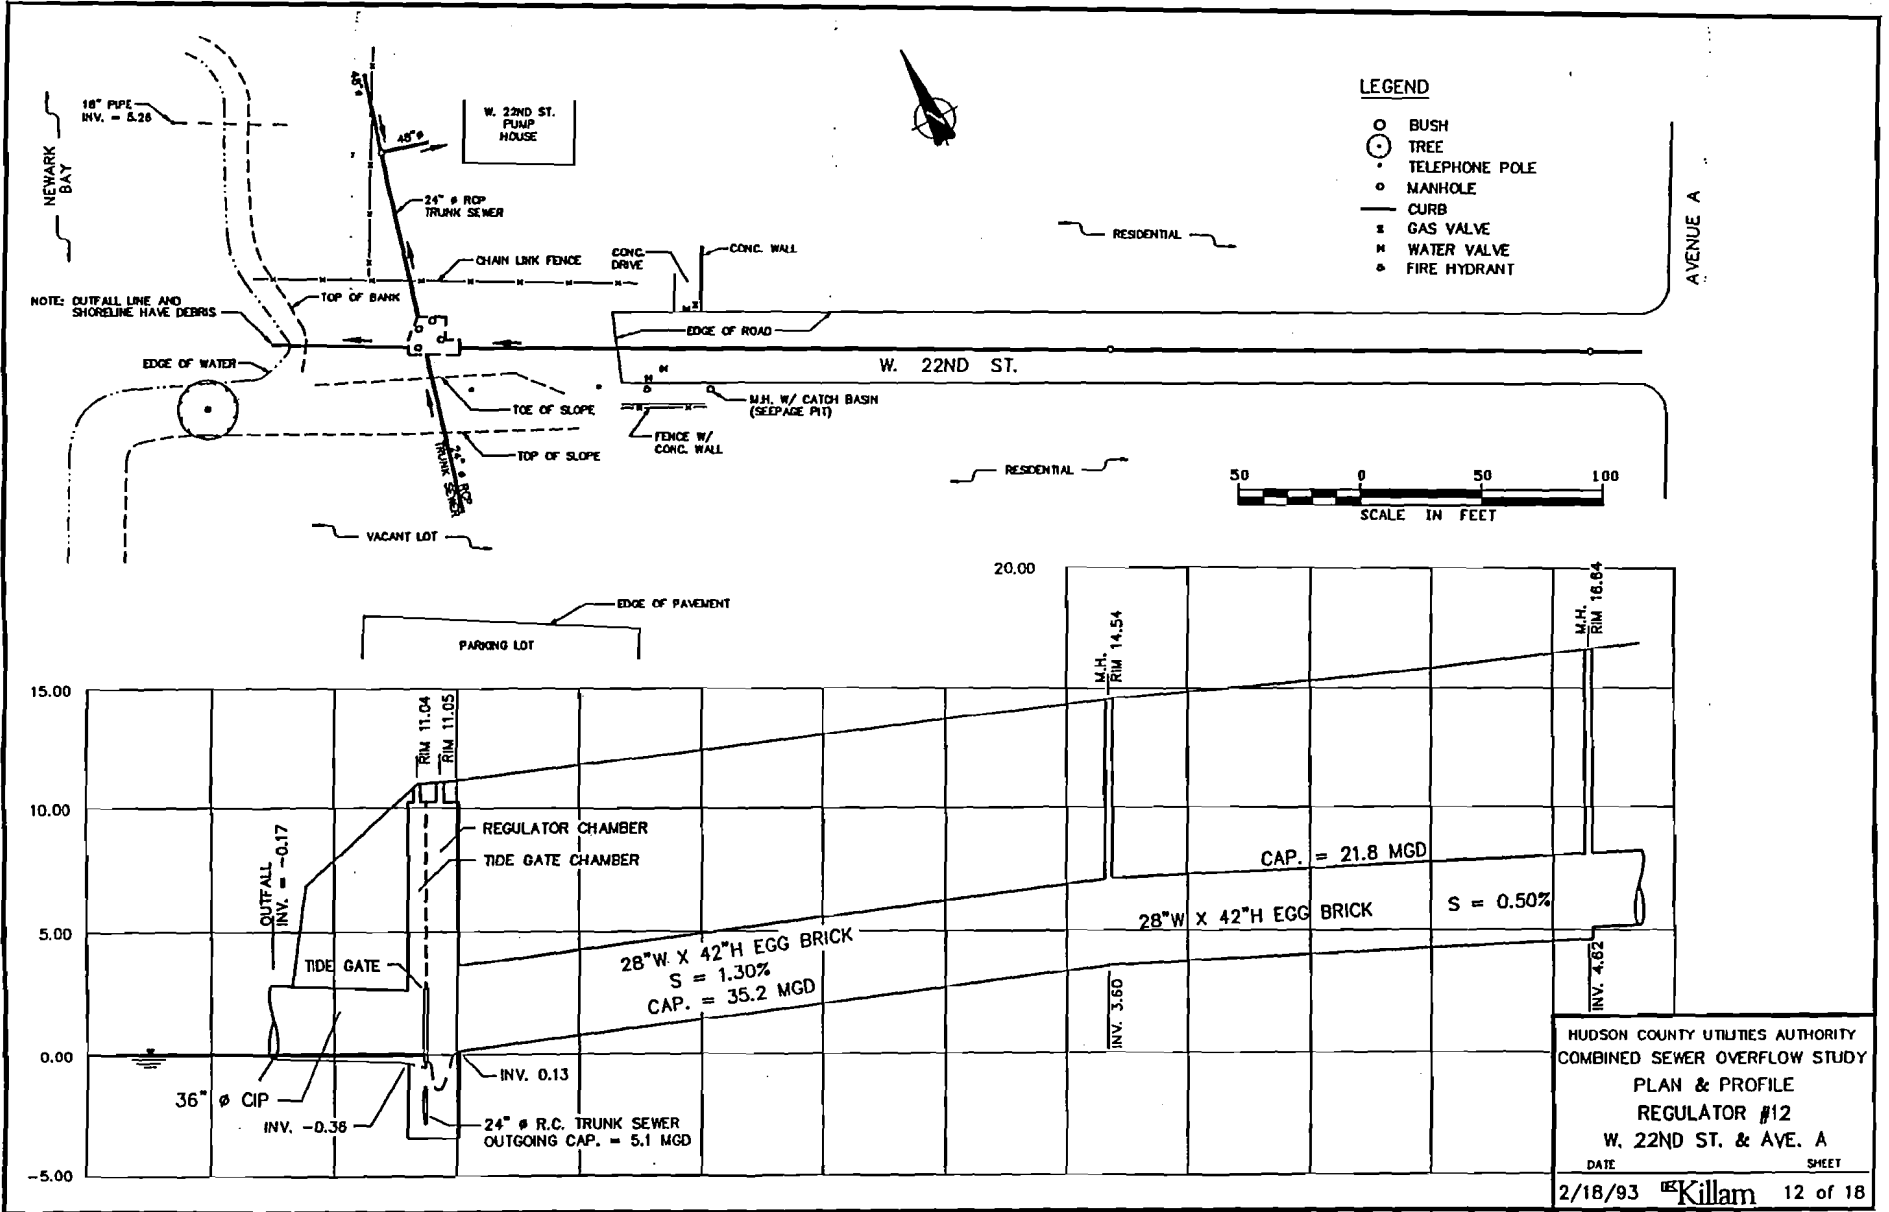 18" PIPE
INV. = 5.26
NEWARK
BAY
48" ø
48" ø
W. 22ND ST.
PUMP
HOUSE
24" ø RCP
TRUNK SEWER
CHAIN LINK FENCE
CONC.
DRIVE
CONC. WALL
TOP OF BANK
NOTE: OUTFALL LINE AND
SHORELINE HAVE DEBRIS
EDGE OF WATER
EDGE OF ROAD
W. 22ND ST.
TOE OF SLOPE
TOP OF SLOPE
24" ø RCP
TRUNK SEWER
M.H. W/ CATCH BASIN
(SEEPAGE PIT)
FENCE W/
CONC. WALL
VACANT LOT
RESIDENTIAL
RESIDENTIAL
LEGEND
BUSH
TREE
TELEPHONE POLE
MANHOLE
CURB
GAS VALVE
WATER VALVE
FIRE HYDRANT
AVENUE A
50 0 50 100
SCALE IN FEET
EDGE OF PAVEMENT
PARKING LOT
20.00
15.00
10.00
5.00
0.00
-5.00
RIM 11.04
RIM 11.05
M.H.
RIM 14.54
M.H.
RIM 16.64
OUTFALL
INV. = -0.17
REGULATOR CHAMBER
TIDE GATE CHAMBER
TIDE GATE
28"W X 42"H EGG BRICK
S = 1.30%
CAP. = 35.2 MGD
CAP. = 21.8 MGD
28"W X 42"H EGG BRICK
S = 0.50%
INV. 3.60
INV. 4.62
INV. 0.13
36" ø CIP
INV. -0.36
24" ø R.C. TRUNK SEWER
OUTGOING CAP. = 5.1 MGD
HUDSON COUNTY UTILITIES AUTHORITY
COMBINED SEWER OVERFLOW STUDY
PLAN & PROFILE
REGULATOR #12
W. 22ND ST. & AVE. A
DATE SHEET
2/18/93 Killam 12 of 18